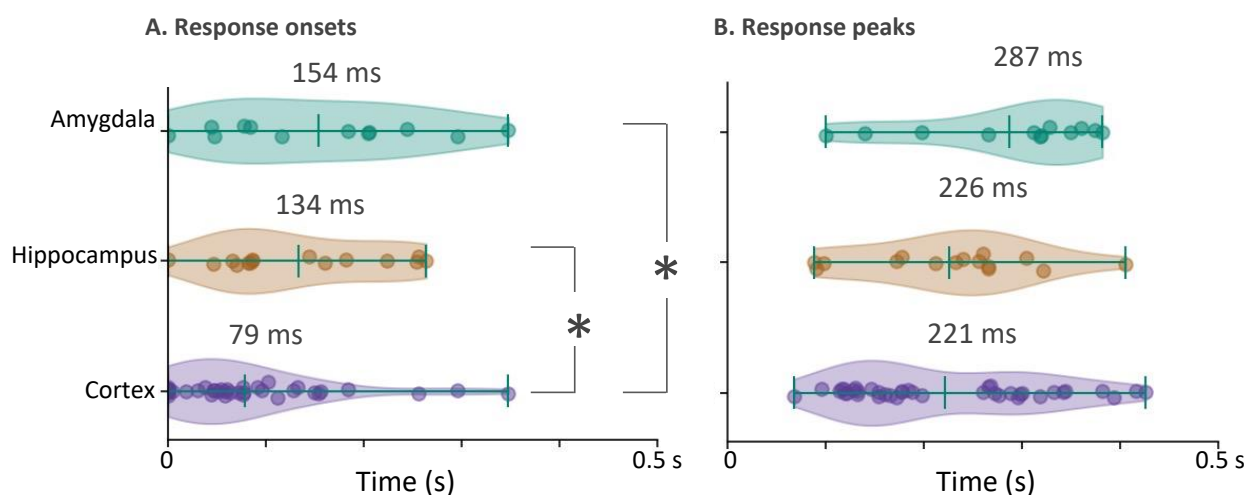 A. Response onsets
154 ms
Amygdala
134 ms
Hippocampus
*
*
79 ms
Cortex
0
0.5 s
Time (s)
B. Response peaks
287 ms
226 ms
221 ms
0
0.5 s
Time (s)